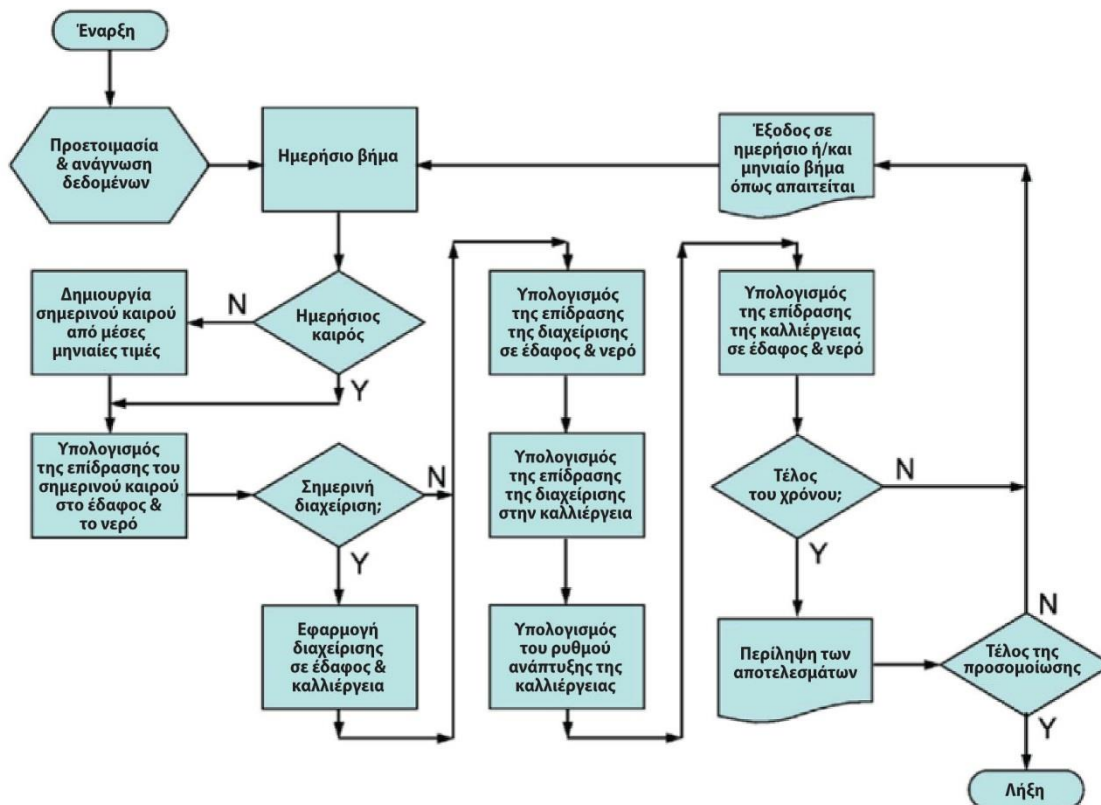 Έναρξη
Προετοιμασία
& ανάγνωση
δεδομένων
Ημερήσιο βήμα
Έξοδος σε
ημερήσιο ή/και
μηνιαίο βήμα
όπως απαιτείται
Δημιουργία
σημερινού καιρού
από μέσες
μηνιαίες τιμές
N
Ημερήσιος
καιρός
Y
Υπολογισμός
της επίδρασης του
σημερινού καιρού
στο έδαφος &
το νερό
Σημερινή
διαχείριση;
N
Y
Εφαρμογή
διαχείρισης
σε έδαφος &
καλλιέργεια
Υπολογισμός
της επίδρασης
της διαχείρισης
σε έδαφος & νερό
Υπολογισμός
της επίδρασης
της διαχείρισης
στην καλλιέργεια
Υπολογισμός
του ρυθμού
ανάπτυξης της
καλλιέργειας
Υπολογισμός
της επίδρασης
της καλλιέργειας
σε έδαφος & νερό
Τέλος
του χρόνου;
N
Y
Περίληψη των
αποτελεσμάτων
N
Τέλος της
προσομοίωσης
Y
Λήξη